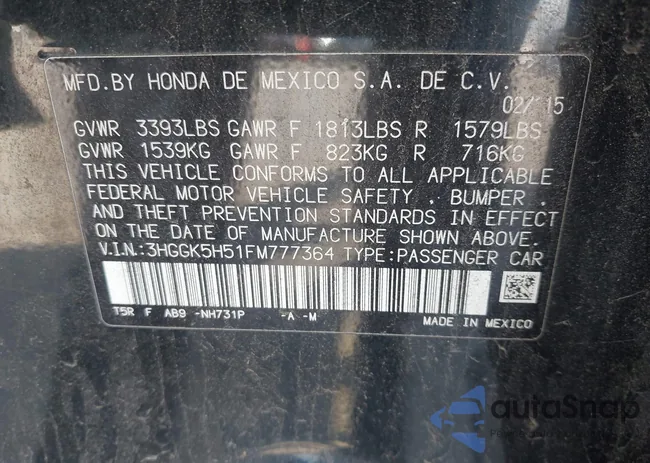 MFD.BY HONDA DE MEXICO S.A. DE C.V.
02/ 15
GVWR 3393LBS GAWR F 1813LBS R 1579LBS
GVWR 1539KG GAWR F 823KG R 716KG
THIS VEHICLE CONFORMS TO ALL APPLICABLE
FEDERAL MOTOR VEHICLE SAFETY , BUMPER ,
AND THEFT PREVENTION STANDARDS IN EFFECT
ON THE DATE OF MANUFACTURE SHOWN ABOVE.
V.I.N.:3HGGK5H51FM777364 TYPE:PASSENGER CAR
T5R F AB9 -NH731P -A -M
MADE IN MEXICO
autoSnap